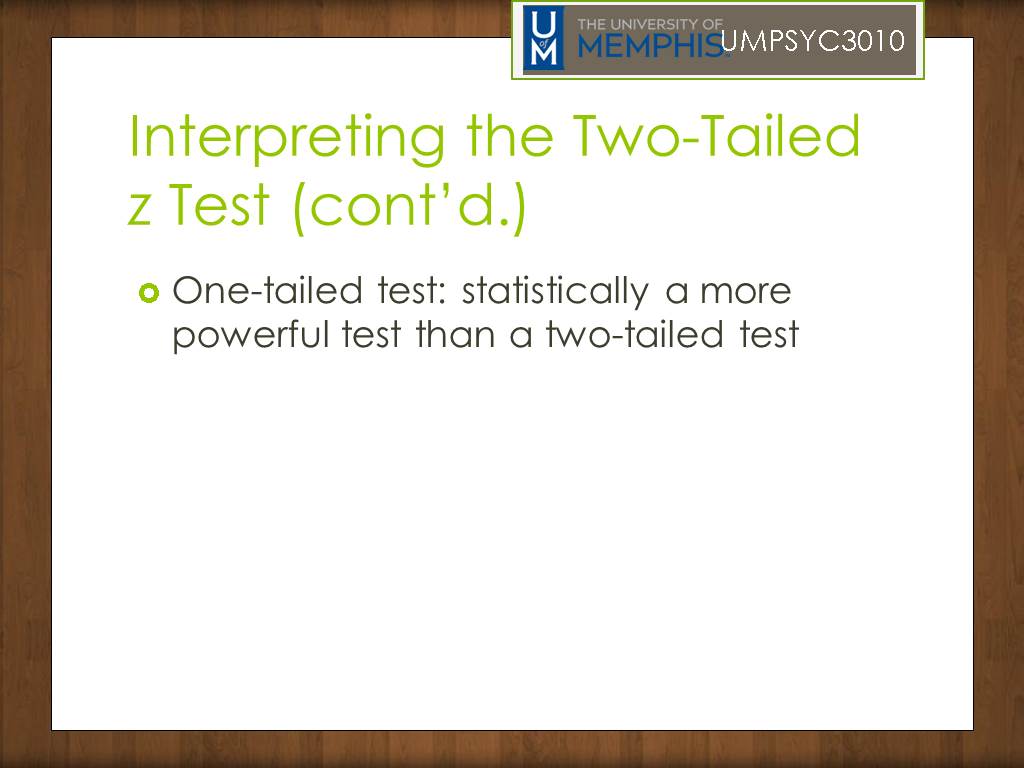 U
of
M
THE UNIVERSITY OF
MEMPHIS
UMPSYC3010
Interpreting the Two-Tailed
z Test (cont’d.)
One-tailed test: statistically a more
powerful test than a two-tailed test